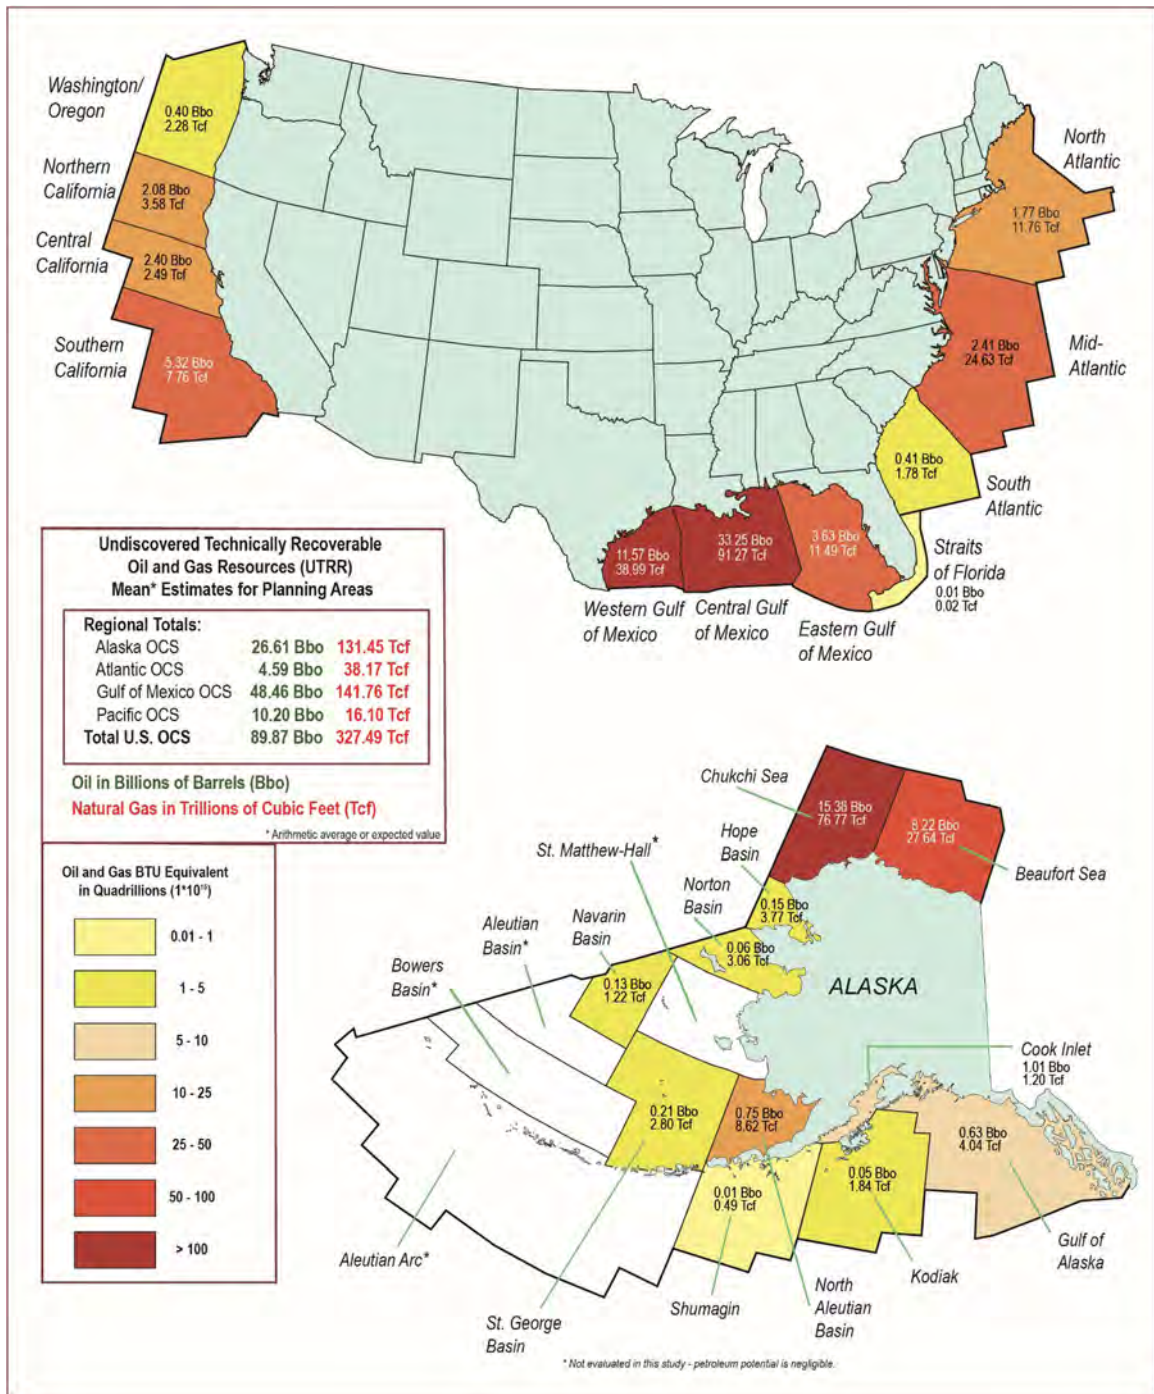 Washington/
Oregon
0.40 Bbo
2.28 Tcf
Northern
California
2.08 Bbo
3.58 Tcf
Central
California
2.40 Bbo
2.49 Tcf
Southern
California
5.32 Bbo
7.76 Tcf
North
Atlantic
1.77 Bbo
11.76 Tcf
Mid-
Atlantic
2.41 Bbo
24.63 Tcf
0.41 Bbo
1.78 Tcf
South
Atlantic
Straits
of Florida
0.01 Bbo
0.02 Tcf
11.57 Bbo
38.99 Tcf
Western Gulf
of Mexico
33.25 Bbo
91.27 Tcf
Central Gulf
of Mexico
3.63 Bbo
11.49 Tcf
Eastern Gulf
of Mexico
Undiscovered Technically Recoverable
Oil and Gas Resources (UTRR)
Mean* Estimates for Planning Areas
Regional Totals:
Alaska OCS 26.61 Bbo 131.45 Tcf
Atlantic OCS 4.59 Bbo 38.17 Tcf
Gulf of Mexico OCS 48.46 Bbo 141.76 Tcf
Pacific OCS 10.20 Bbo 16.10 Tcf
Total U.S. OCS 89.87 Bbo 327.49 Tcf
Oil in Billions of Barrels (Bbo)
Natural Gas in Trillions of Cubic Feet (Tcf)
* Arithmetic average or expected value
Oil and Gas BTU Equivalent
in Quadrillions (1*10¹⁵)
0.01 - 1
1 - 5
5 - 10
10 - 25
25 - 50
50 - 100
> 100
Chukchi Sea
15.38 Bbo
76.77 Tcf
8.22 Bbo
27.64 Tcf
Beaufort Sea
Hope
Basin
0.15 Bbo
3.77 Tcf
St. Matthew-Hall*
Norton
Basin
0.06 Bbo
3.06 Tcf
Navarin
Basin
0.13 Bbo
1.22 Tcf
Aleutian
Basin*
Bowers
Basin*
ALASKA
Cook Inlet
1.01 Bbo
1.20 Tcf
0.21 Bbo
2.80 Tcf
0.75 Bbo
8.62 Tcf
0.63 Bbo
4.04 Tcf
0.01 Bbo
0.49 Tcf
0.05 Bbo
1.84 Tcf
Aleutian Arc*
St. George
Basin
Shumagin
North
Aleutian
Basin
Kodiak
Gulf of
Alaska
* Not evaluated in this study - petroleum potential is negligible.